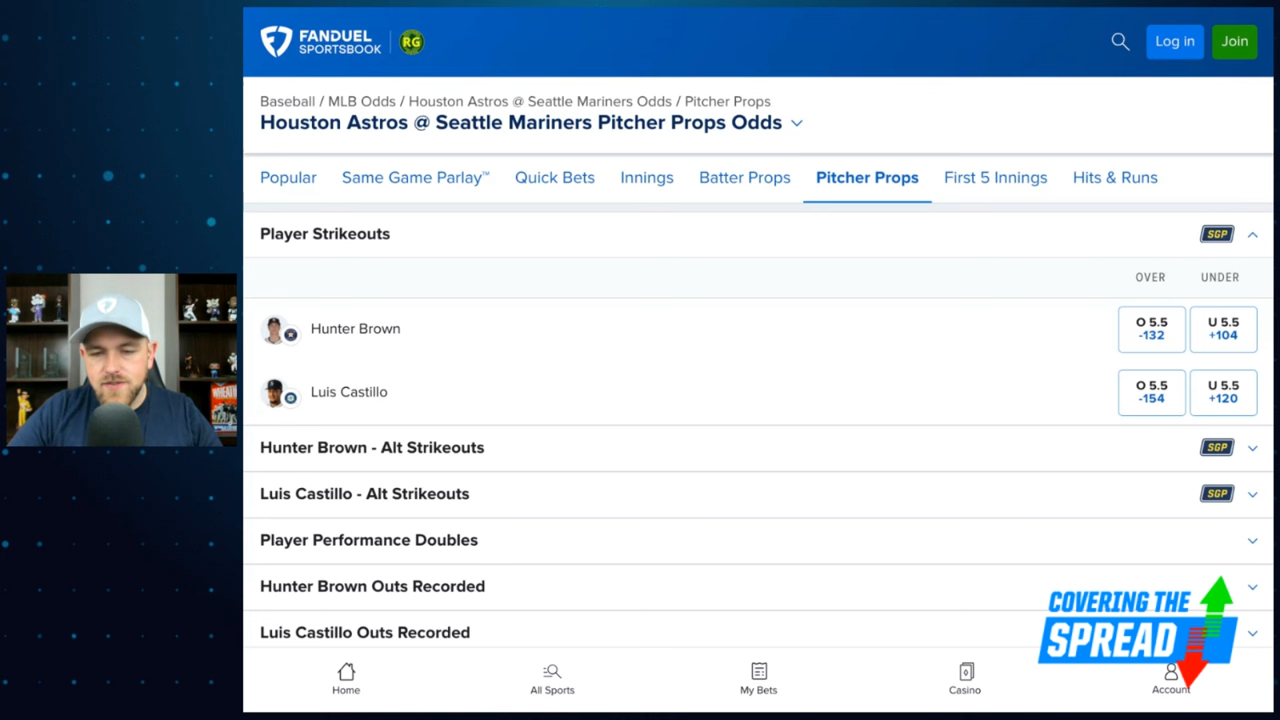 FANDUEL
SPORTSBOOK
RG
Log in
Join
Baseball / MLB Odds / Houston Astros @ Seattle Mariners Odds / Pitcher Props
Houston Astros @ Seattle Mariners Pitcher Props Odds
Popular
Same Game Parlay™
Quick Bets
Innings
Batter Props
Pitcher Props
First 5 Innings
Hits & Runs
Player Strikeouts
SGP
OVER
UNDER
Hunter Brown
O 5.5
-132
U 5.5
+104
Luis Castillo
O 5.5
-154
U 5.5
+120
Hunter Brown - Alt Strikeouts
SGP
Luis Castillo - Alt Strikeouts
SGP
Player Performance Doubles
Hunter Brown Outs Recorded
Luis Castillo Outs Recorded
COVERING THE
SPREAD
Home
All Sports
My Bets
Casino
Account